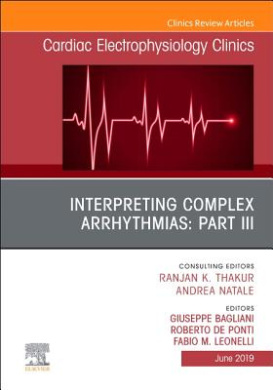 Clinics Review Articles
Cardiac Electrophysiology Clinics
INTERPRETING COMPLEX
ARRHYTHMIAS: PART III
CONSULTING EDITORS
RANJAN K. THAKUR
ANDREA NATALE
EDITORS
GIUSEPPE BAGLIANI
ROBERTO DE PONTI
FABIO M. LEONELLI
June 2019
ELSEVIER